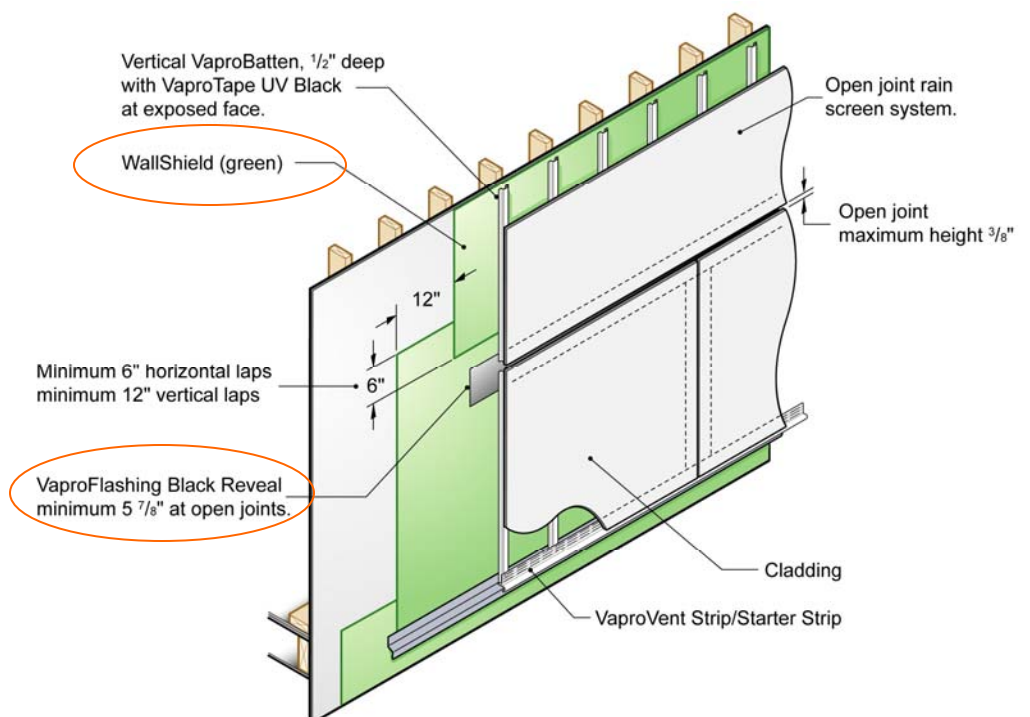 Vertical VaproBatten, 1/2" deep
with VaproTape UV Black
at exposed face.
WallShield (green)
Open joint rain
screen system.
Open joint
maximum height 3/8"
12"
6"
Minimum 6" horizontal laps
minimum 12" vertical laps
VaproFlashing Black Reveal
minimum 5 7/8" at open joints.
Cladding
VaproVent Strip/Starter Strip